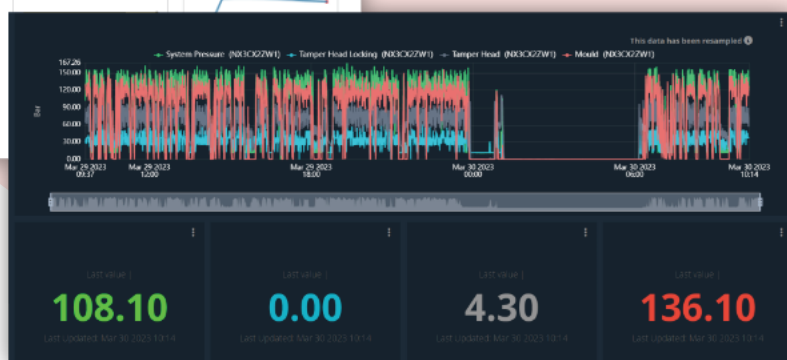 This data has been resampled
System Pressure (NX3CX2ZW1) Tamper Head Locking (NX3CX2ZW1) Tamper Head (NX3CX2ZW1) Mould (NX3CX2ZW1)
167.26
150.00
120.00
90.00
60.00
30.00
0.00
Bar
Mar 29 2023 09:37
Mar 29 2023 12:00
Mar 29 2023 18:00
Mar 30 2023 00:00
Mar 30 2023 06:00
Mar 30 2023 10:14
Last value |
108.10
Last updated: Mar 30 2023 10:14
Last value |
0.00
Last updated: Mar 30 2023 10:14
Last value |
4.30
Last updated: Mar 30 2023 10:14
Last value |
136.10
Last updated: Mar 30 2023 10:14